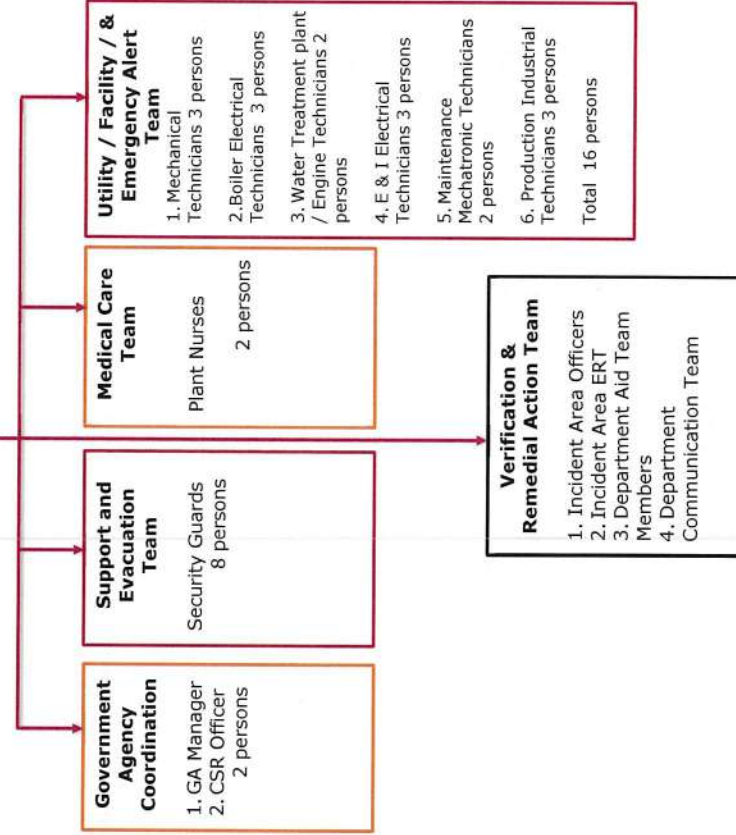 Government
Agency
Coordination
1. GA Manager
2. CSR Officer
2 persons
Support and
Evacuation
Team
Security Guards
8 persons
Medical Care
Team
Plant Nurses
2 persons
Utility / Facility / &
Emergency Alert
Team
1. Mechanical
Technicians 3 persons
2.Boiler Electrical
Technicians 3 persons
3. Water Treatment plant
/ Engine Technicians 2
persons
4. E & I Electrical
Technicians 3 persons
5. Maintenance
Mechatronic Technicians
2 persons
6. Production Industrial
Technicians 3 persons
Total 16 persons
Verification &
Remedial Action Team
1. Incident Area Officers
2. Incident Area ERT
3. Department Aid Team
Members
4. Department
Communication Team